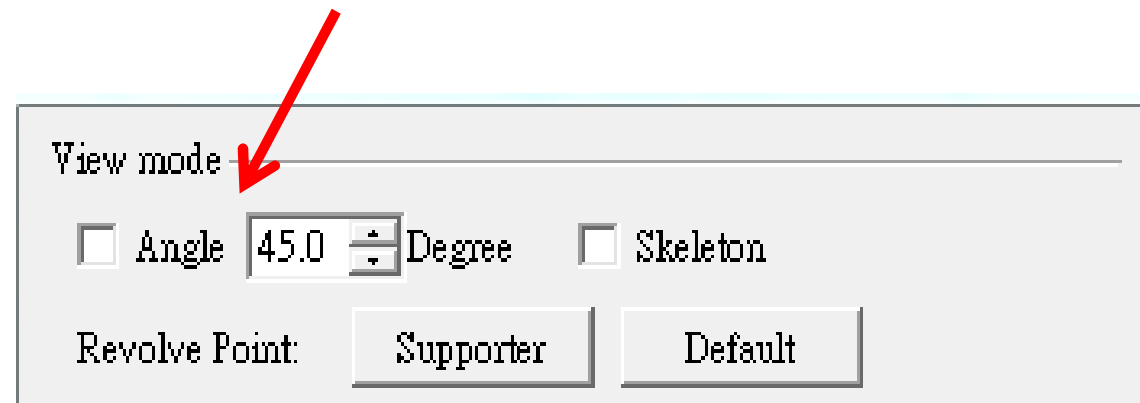 View mode
Angle 45.0 Degree Skeleton
Revolve Point: Supporter Default